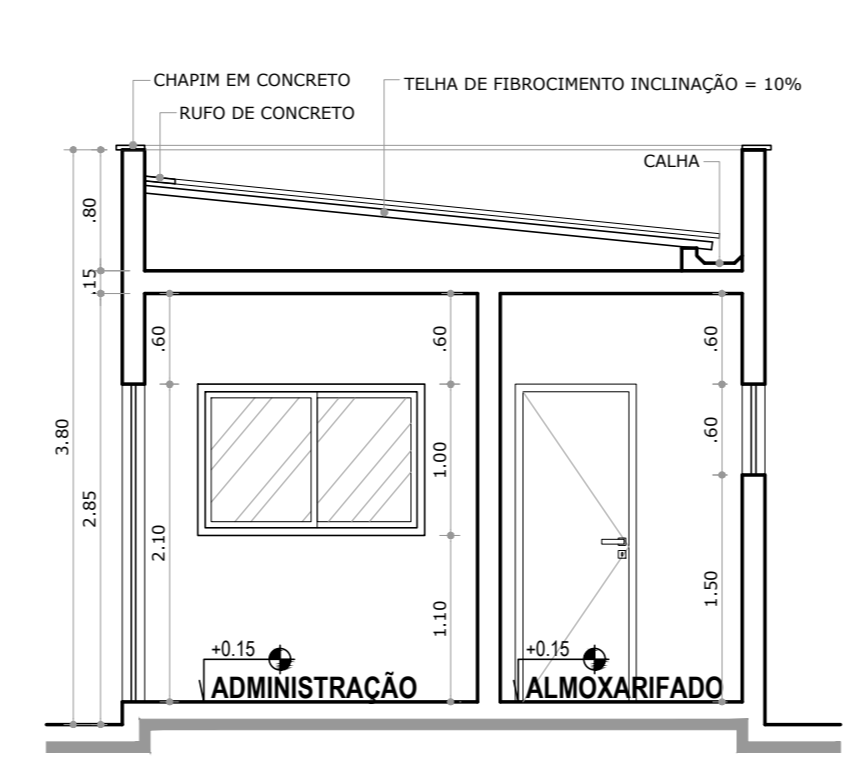 CHAPIM EM CONCRETO
TELHA DE FIBROCIMENTO INCLINAÇÃO = 10%
RUFO DE CONCRETO
CALHA
.80
.15
.60
.60
.60
3.80
2.85
2.10
1.00
1.10
.60
1.50
+0.15
+0.15
ADMINISTRAÇÃO
ALMOXARIFADO